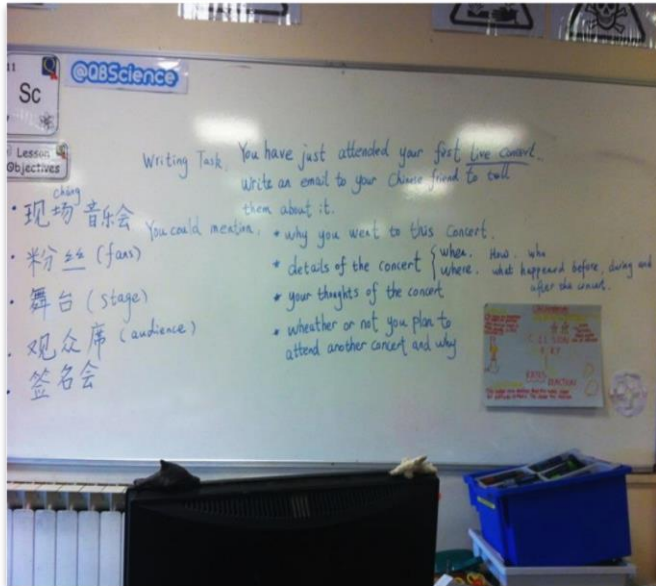 11
Sc
@QBScience
Lesson
Objectives
Writing Task. You have just attended your first live concert.
write an email to your Chinese friend to tell
them about it.
You could mention:
* why you went to this concert.
* details of the concert { when. How. who
where. what happened before, during and
after the concert.
* your thoughts of the concert
* wheather or not you plan to
attend another concert and why
chǎng
• 现场音乐会
• 粉丝 (fans)
• 舞台 (stage)
• 观众席 (audience)
• 签名会